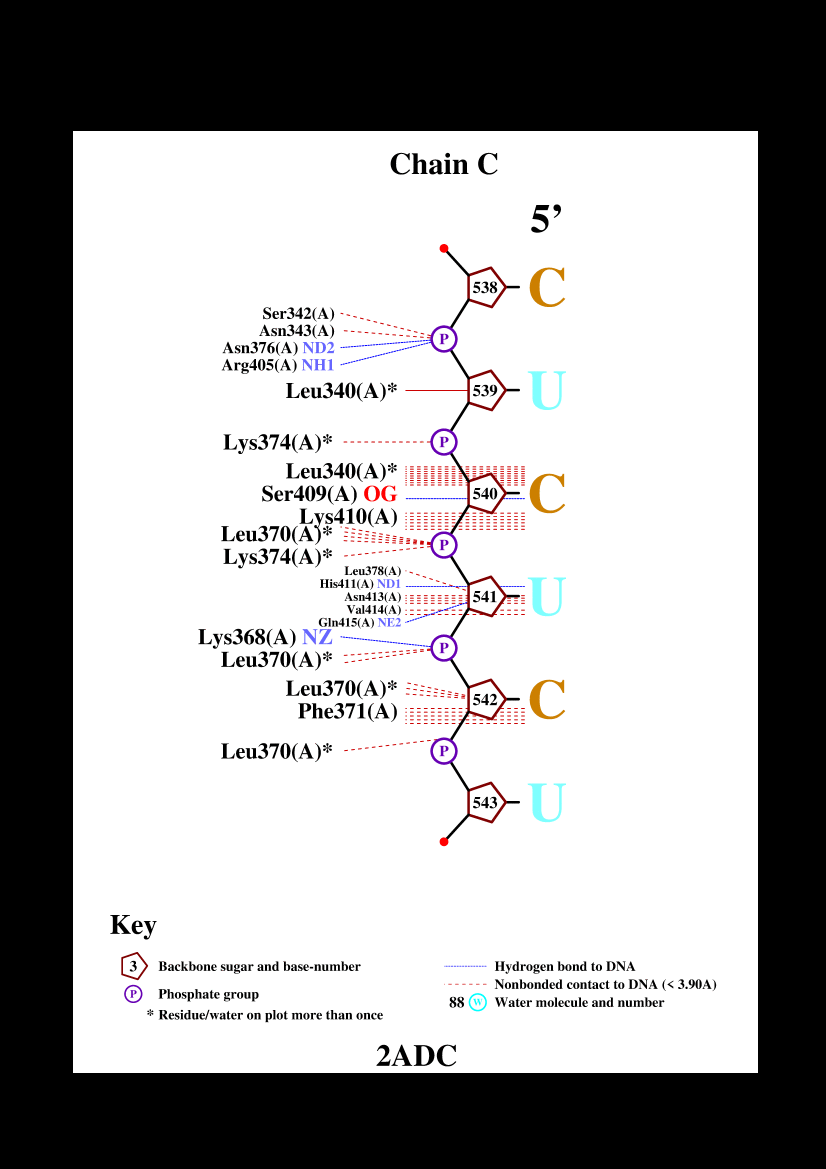 Chain C
5’
538 C
Ser342(A)
Asn343(A)
P
Asn376(A) ND2
Arg405(A) NH1
Leu340(A)* 539 U
Lys374(A)* P
Leu340(A)*
Ser409(A) OG 540 C
Lys410(A)
Leu370(A)*
P
Lys374(A)*
Leu378(A)
His411(A) ND1
Asn413(A) 541 U
Val414(A)
Gln415(A) NE2
Lys368(A) NZ P
Leu370(A)*
Leu370(A)* 542 C
Phe371(A)
Leu370(A)* P
543 U
Key
3 Backbone sugar and base-number
P Phosphate group
* Residue/water on plot more than once
Hydrogen bond to DNA
Nonbonded contact to DNA (< 3.90A)
88 W Water molecule and number
2ADC